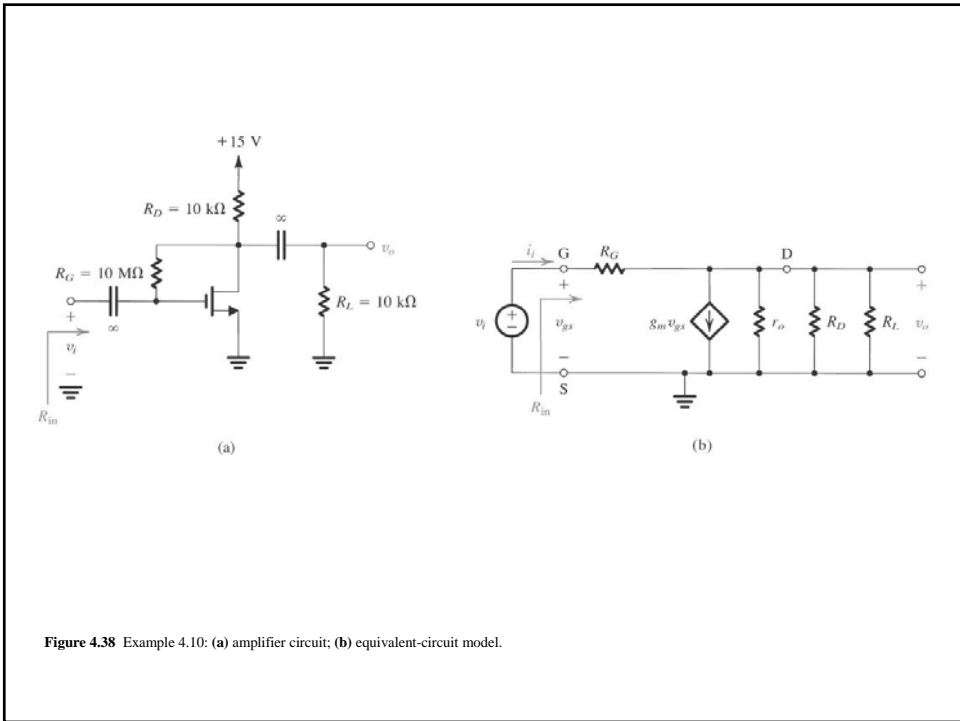 +15 V
R_D = 10 kΩ
∞
v_o
R_G = 10 MΩ
R_L = 10 kΩ
+
∞
v_i
−
R_in
(a)
i_i
G
R_G
D
+
+
v_i
+
−
v_gs
g_m v_gs
r_o
R_D
R_L
v_o
−
−
S
R_in
(b)
Figure 4.38 Example 4.10: (a) amplifier circuit; (b) equivalent-circuit model.